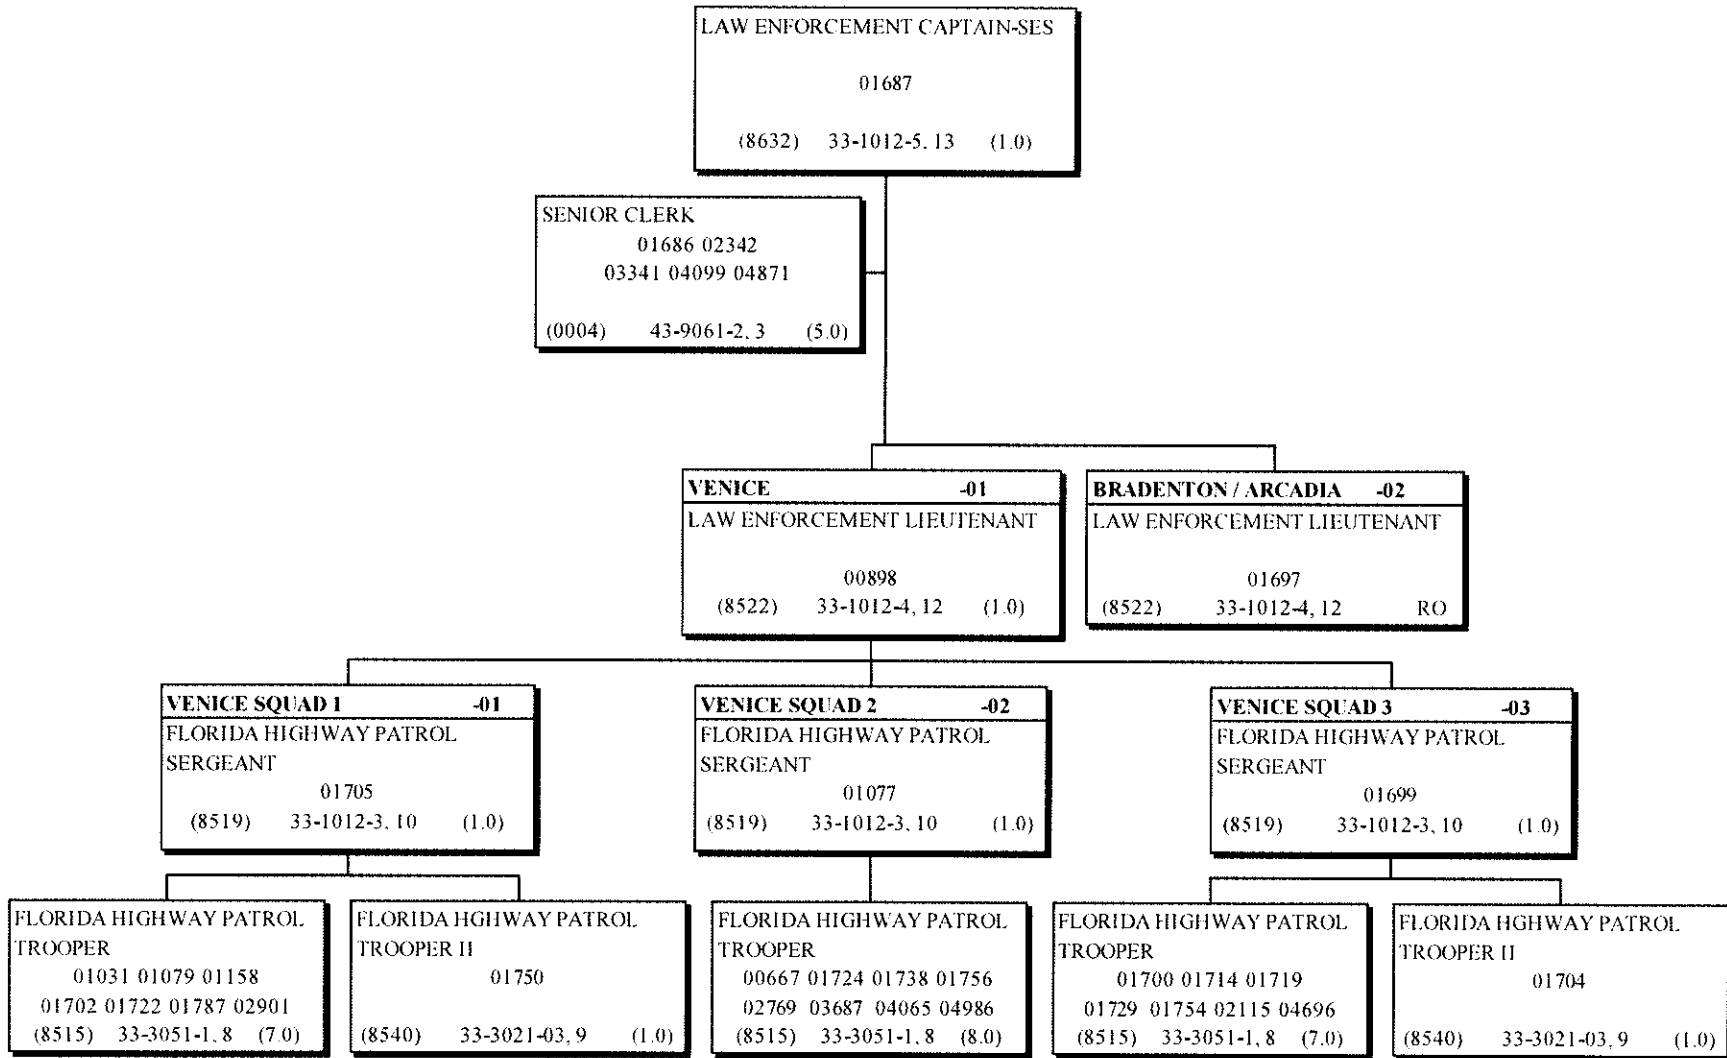 LAW ENFORCEMENT CAPTAIN-SES
01687
(8632) 33-1012-5, 13 (1.0)
SENIOR CLERK
01686 02342
03341 04099 04871
(0004) 43-9061-2, 3 (5.0)
VENICE -01
LAW ENFORCEMENT LIEUTENANT
00898
(8522) 33-1012-4, 12 (1.0)
BRADENTON / ARCADIA -02
LAW ENFORCEMENT LIEUTENANT
01697
(8522) 33-1012-4, 12 RO
VENICE SQUAD 1 -01
FLORIDA HIGHWAY PATROL
SERGEANT
01705
(8519) 33-1012-3, 10 (1.0)
VENICE SQUAD 2 -02
FLORIDA HIGHWAY PATROL
SERGEANT
01077
(8519) 33-1012-3, 10 (1.0)
VENICE SQUAD 3 -03
FLORIDA HIGHWAY PATROL
SERGEANT
01699
(8519) 33-1012-3, 10 (1.0)
FLORIDA HIGHWAY PATROL
TROOPER
01031 01079 01158
01702 01722 01787 02901
(8515) 33-3051-1, 8 (7.0)
FLORIDA HGHWAY PATROL
TROOPER II
01750
(8540) 33-3021-03, 9 (1.0)
FLORIDA HIGHWAY PATROL
TROOPER
00667 01724 01738 01756
02769 03687 04065 04986
(8515) 33-3051-1, 8 (8.0)
FLORIDA HIGHWAY PATROL
TROOPER
01700 01714 01719
01729 01754 02115 04696
(8515) 33-3051-1, 8 (7.0)
FLORIDA HGHWAY PATROL
TROOPER II
01704
(8540) 33-3021-03, 9 (1.0)